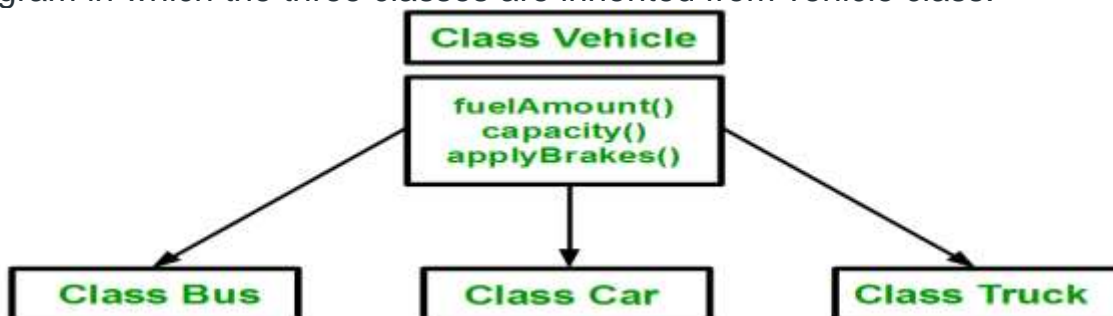 gram in which the three classes are inherited from vehicle class.
Class Vehicle
fuelAmount()
capacity()
applyBrakes()
Class Bus
Class Car
Class Truck